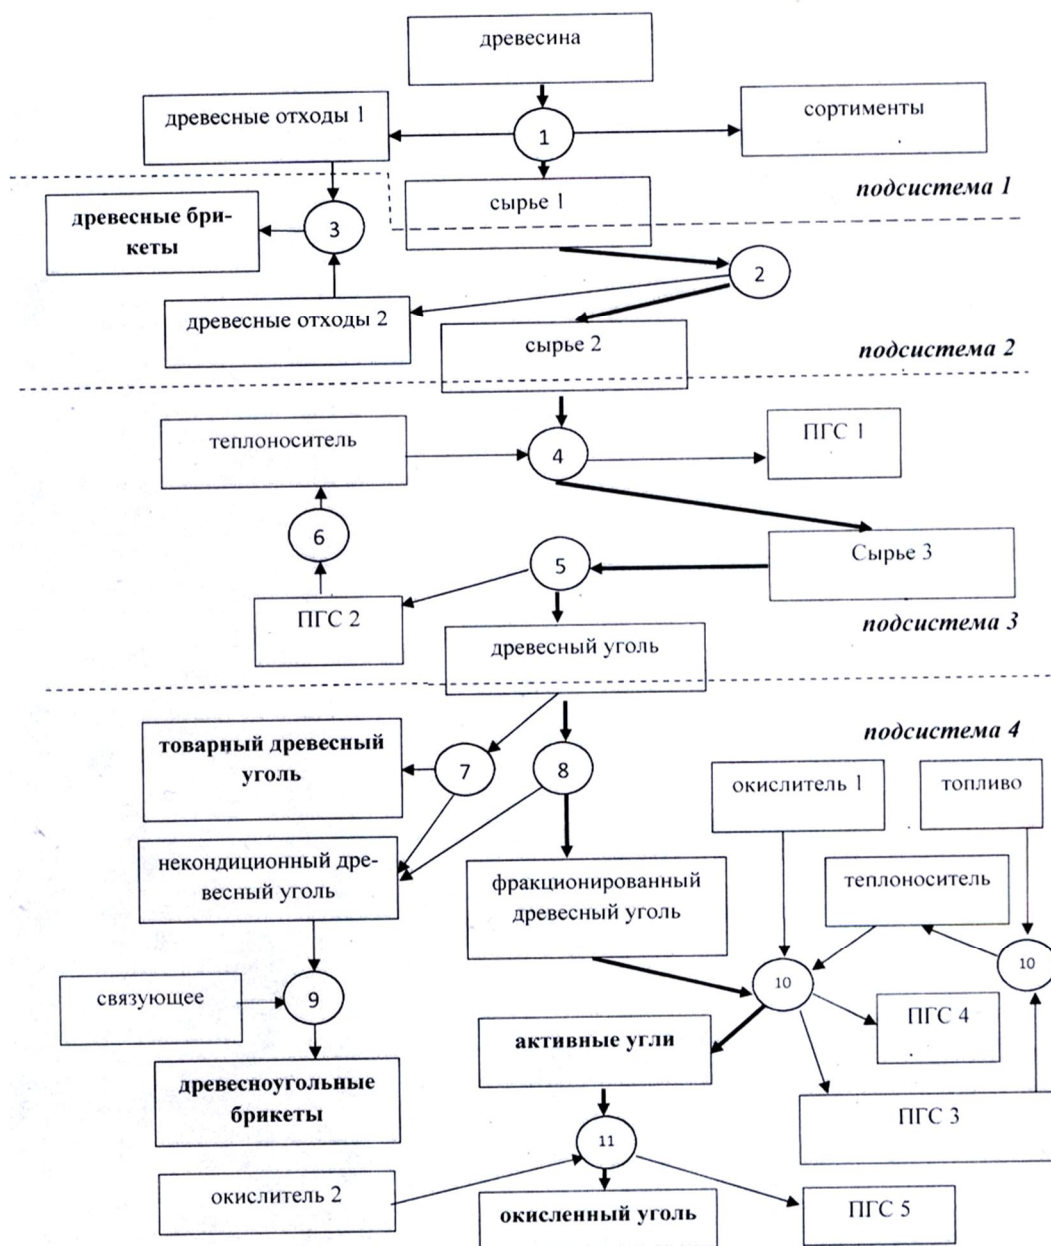 древесина
древесные отходы 1
1
сортименты
подсистема 1
древесные бри-
кеты
3
сырье 1
2
древесные отходы 2
сырье 2
подсистема 2
теплоноситель
4
ПГС 1
6
5
Сырье 3
ПГС 2
подсистема 3
древесный уголь
товарный древесный
уголь
7
8
подсистема 4
окислитель 1
топливо
некондиционный дре-
весный уголь
фракционированный
древесный уголь
теплоноситель
10
10
связующее
9
ПГС 4
активные угли
древесноугольные
брикеты
ПГС 3
11
окислитель 2
окисленный уголь
ПГС 5